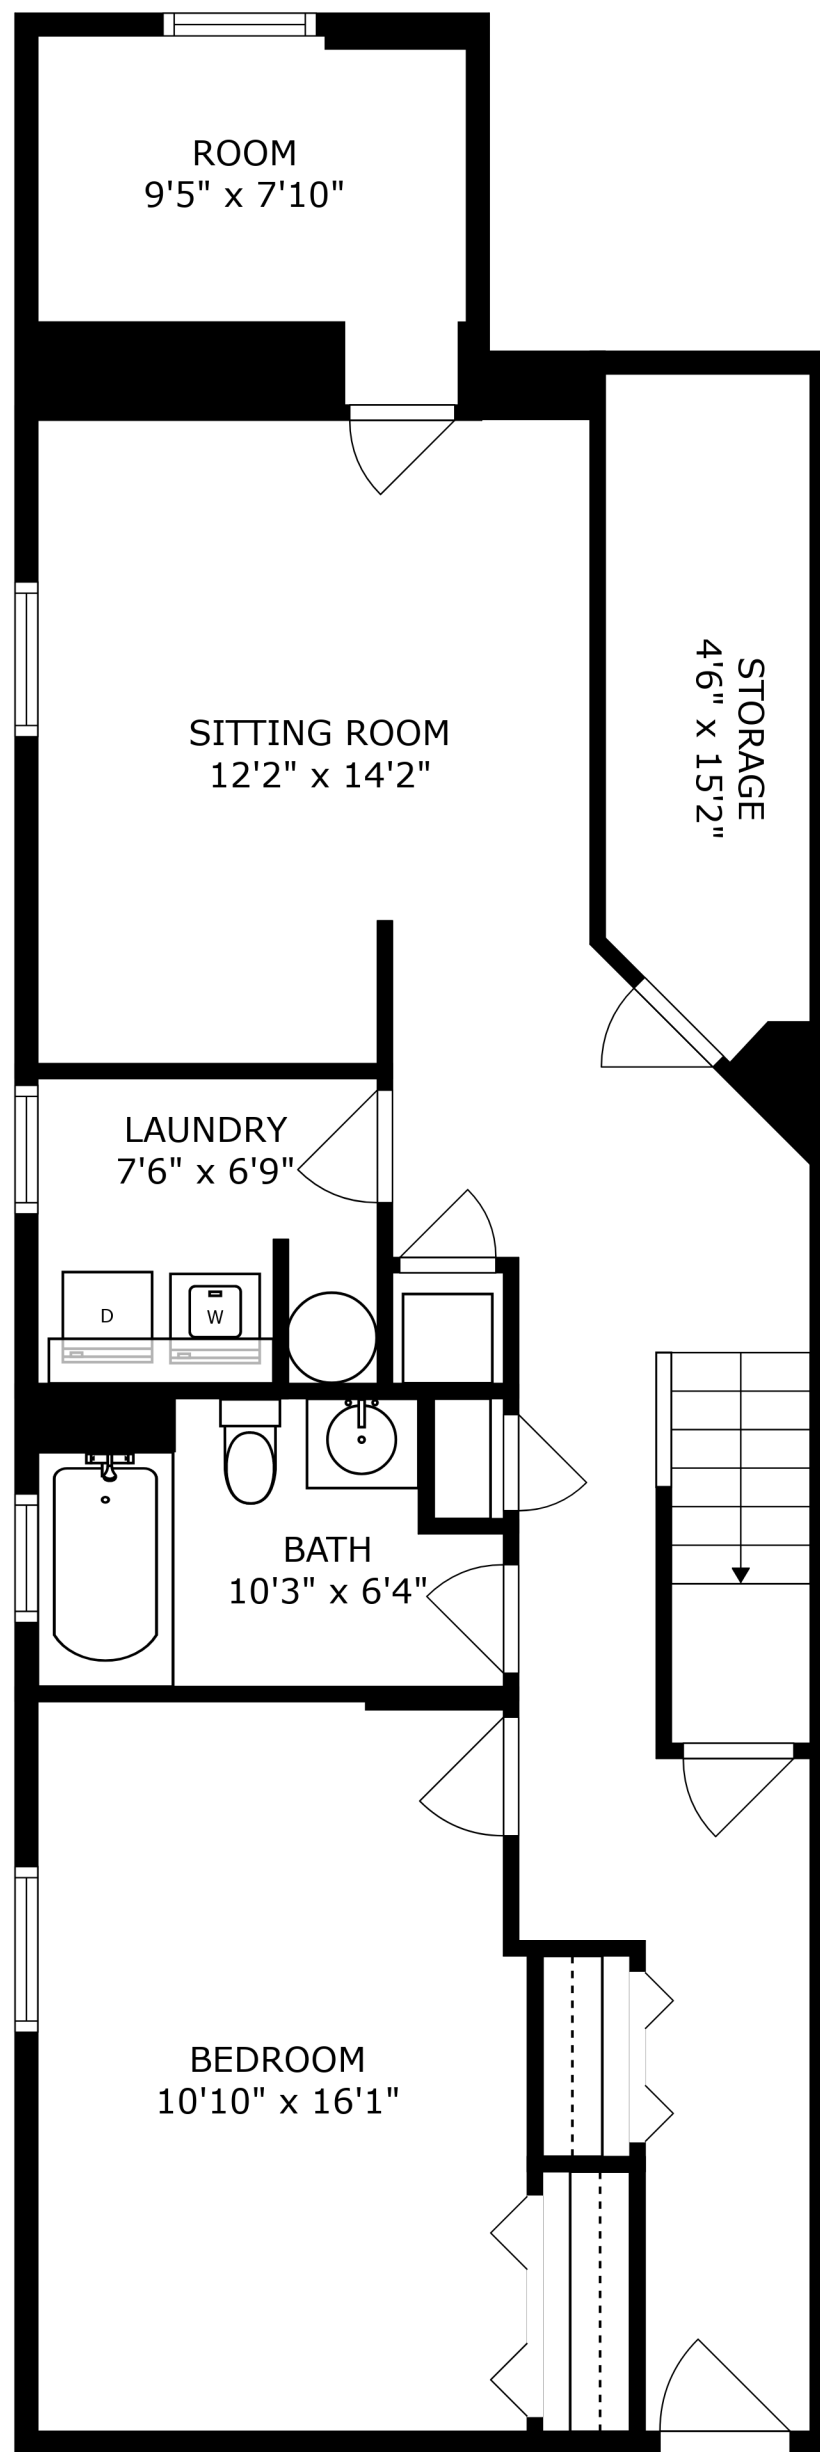 ROOM
9'5" x 7'10"
STORAGE
4'6" x 15'2"
SITTING ROOM
12'2" x 14'2"
LAUNDRY
7'6" x 6'9"
D
W
BATH
10'3" x 6'4"
BEDROOM
10'10" x 16'1"